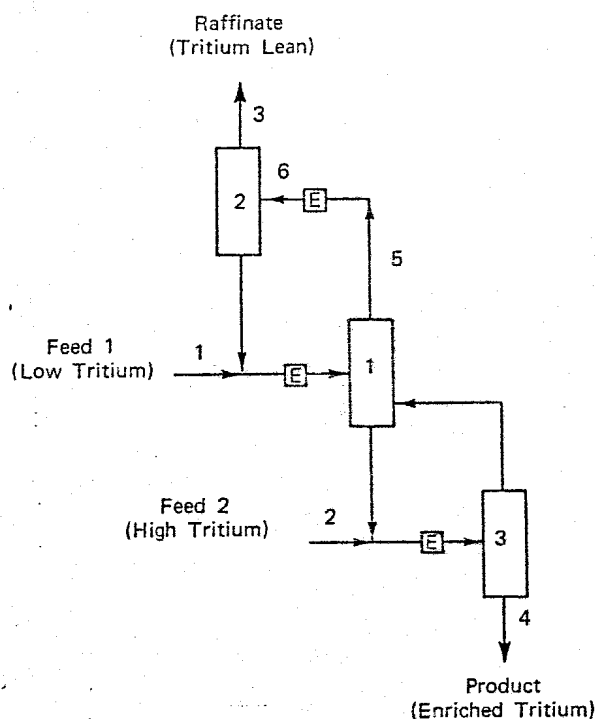 Raffinate
(Tritium Lean)
3
6
2
E
5
Feed 1
(Low Tritium)
1
E
1
Feed 2
(High Tritium)
2
E
3
4
Product
(Enriched Tritium)